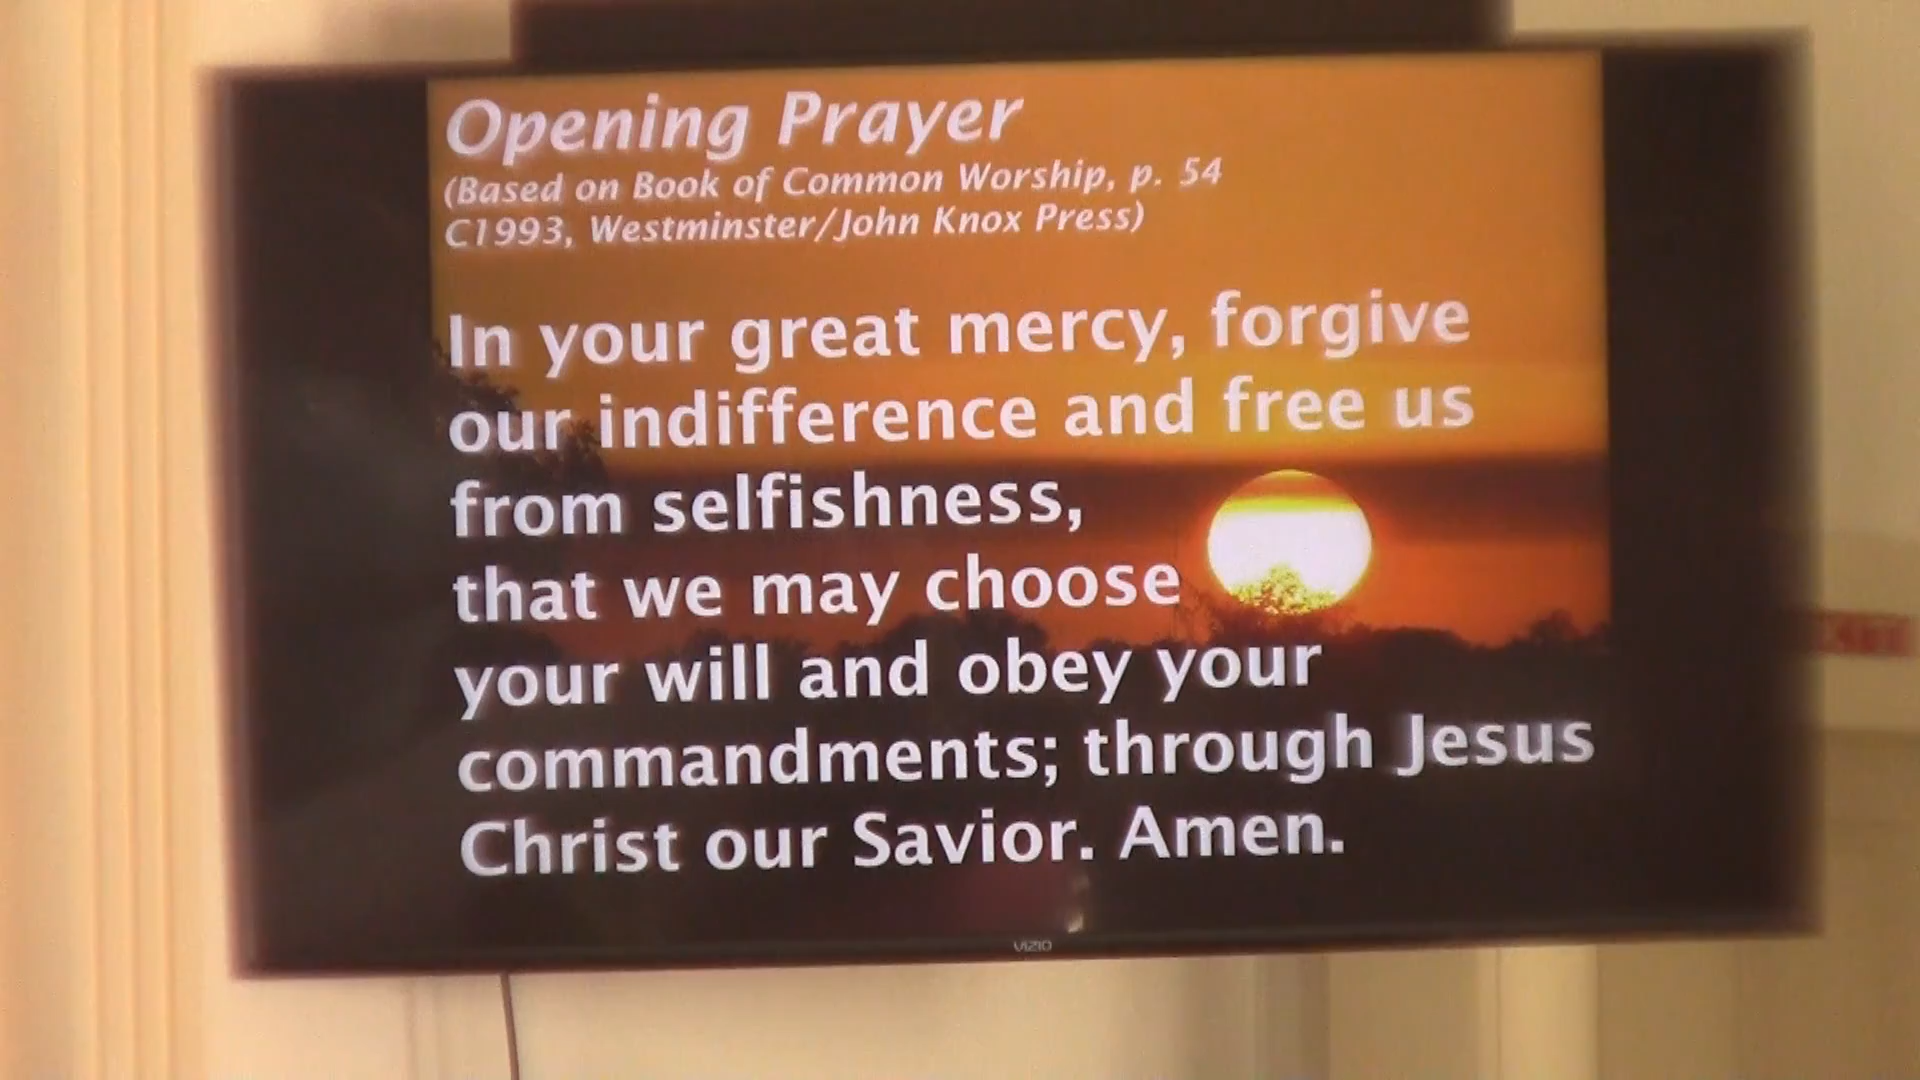 Opening Prayer
(Based on Book of Common Worship, p. 54
C1993, Westminster/John Knox Press)
In your great mercy, forgive
our indifference and free us
from selfishness,
that we may choose
your will and obey your
commandments; through Jesus
Christ our Savior. Amen.
VIZIO